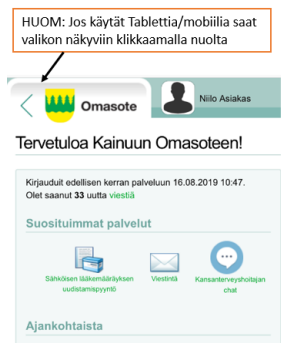 HUOM: Jos käytät Tablettia/mobiilia saat
valikon näkyviin klikkaamalla nuolta
Omasote
Niilo Asiakas
Tervetuloa Kainuun Omasoteen!
Kirjauduit edellisen kerran palveluun 16.08.2019 10:47.
Olet saanut 33 uutta viestiä
Suosituimmat palvelut
Sähköisen lääkemääräyksen
uudistamispyyntö
Viestintä
Kansanterveyshoitajan
chat
Ajankohtaista